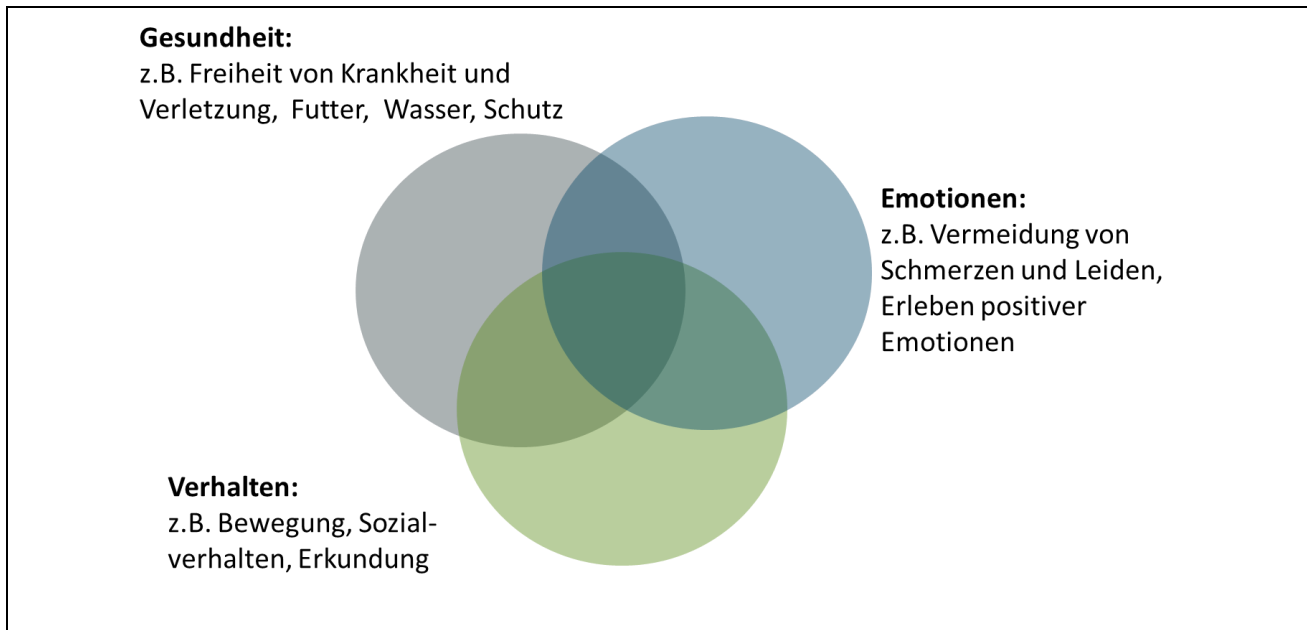 Gesundheit:
z.B. Freiheit von Krankheit und
Verletzung, Futter, Wasser, Schutz
Emotionen:
z.B. Vermeidung von
Schmerzen und Leiden,
Erleben positiver
Emotionen
Verhalten:
z.B. Bewegung, Sozial-
verhalten, Erkundung